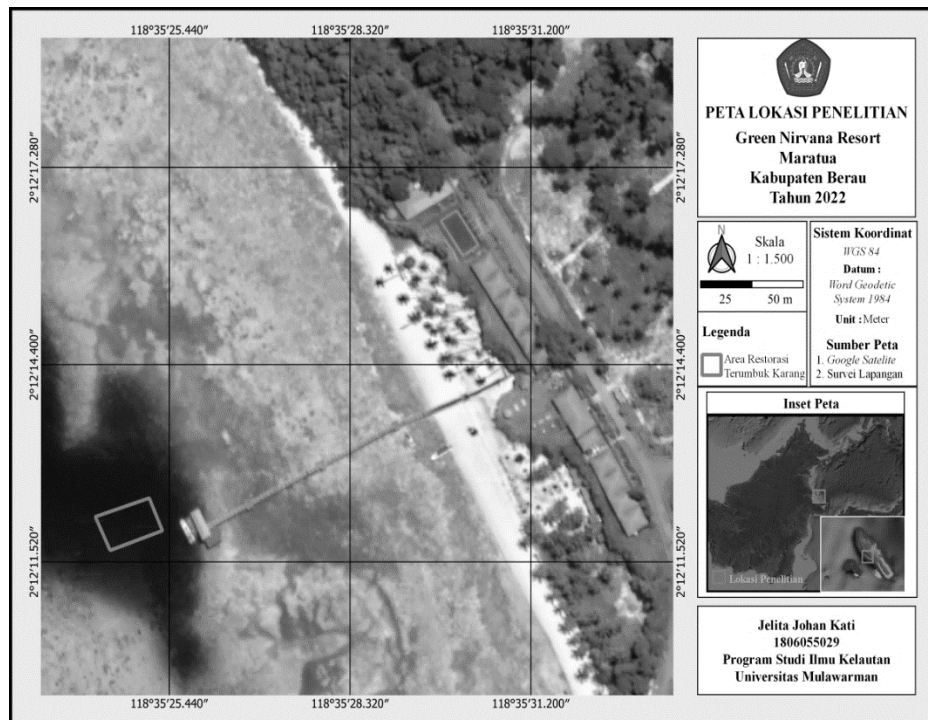 118°35'25.440"
118°35'28.320"
118°35'31.200"
2°12'17.280"
2°12'14.400"
2°12'11.520"
2°12'17.280"
2°12'14.400"
2°12'11.520"
118°35'25.440"
118°35'28.320"
118°35'31.200"
PETA LOKASI PENELITIAN
Green Nirvana Resort
Maratua
Kabupaten Berau
Tahun 2022
N
Skala
1 : 1.500
25 50 m
Legenda
Area Restorasi
Terumbuk Karang
Sistem Koordinat
WGS 84
Datum :
Word Geodetic
System 1984
Unit : Meter
Sumber Peta
1. Google Satelite
2. Survei Lapangan
Inset Peta
Lokasi Penelitian
Jelita Johan Kati
1806055029
Program Studi Ilmu Kelautan
Universitas Mulawarman